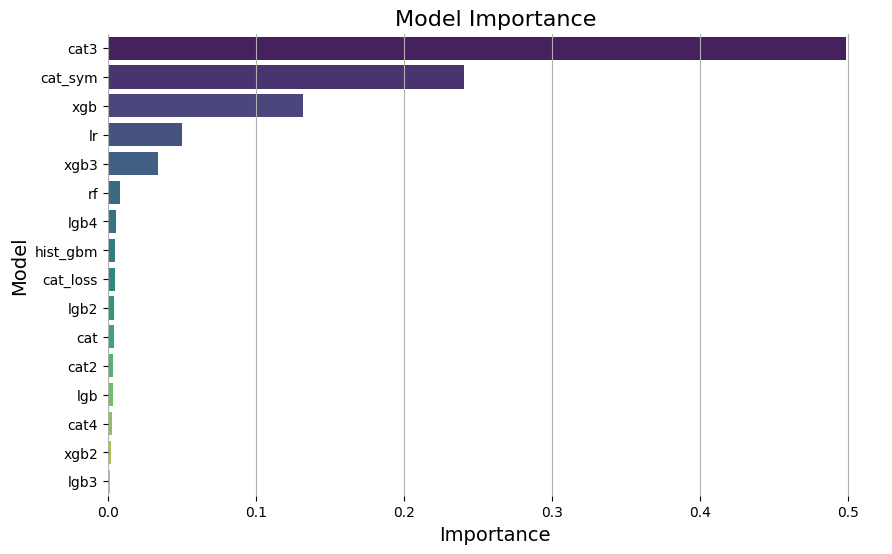 Model Importance
cat3
cat_sym
xgb
lr
xgb3
rf
lgb4
hist_gbm
cat_loss
lgb2
cat
cat2
lgb
cat4
xgb2
lgb3
Model
0.0
0.1
0.2
0.3
0.4
0.5
Importance